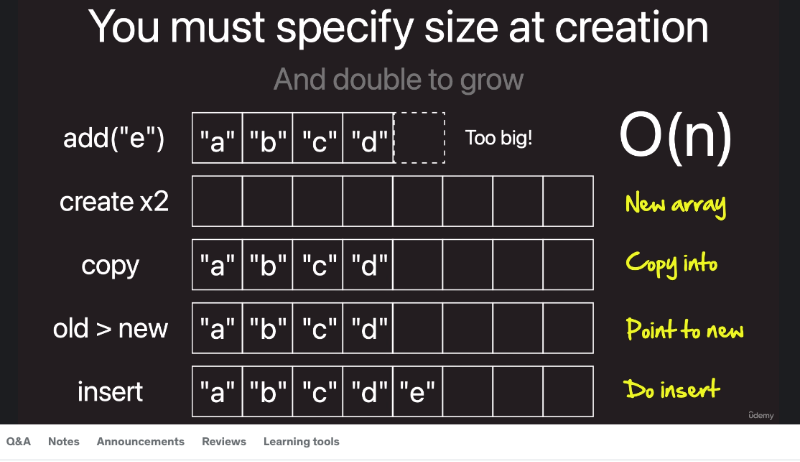 You must specify size at creation
And double to grow
add("e") "a" "b" "c" "d" Too big! O(n)
create x2 New array
copy "a" "b" "c" "d" Copy into
old > new "a" "b" "c" "d" Point to new
insert "a" "b" "c" "d" "e" Do insert
ûdemy
Q&A Notes Announcements Reviews Learning tools